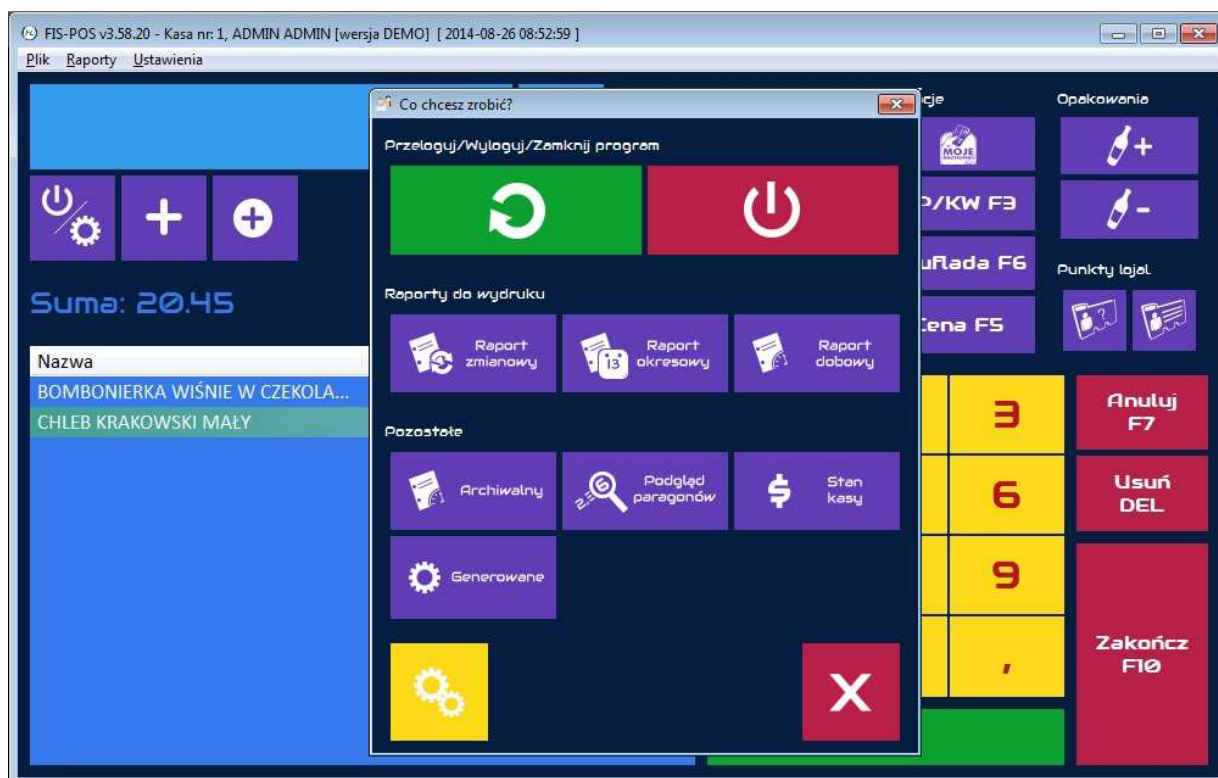 FIS-POS v3.58.20 - Kasa nr: 1, ADMIN ADMIN [wersja DEMO] [ 2014-08-26 08:52:59 ]
Plik Raporty Ustawienia
Co chcesz zrobić?
Przeloguj/Wyloguj/Zamknij program
Raporty do wydruku
Raport
zmianowy
13
Raport
okresowy
Raport
dobowy
Pozostałe
Archiwalny
Podgląd
paragonów
Stan
kasy
Generowane
X
Suma: 20.45
Nazwa
BOMBONIERKA WIŚNIE W CZEKOLA...
CHLEB KRAKOWSKI MAŁY
cje
MOJE
P/KW F3
uflada F6
Cena F5
Opakowania
+
-
Punkty lojal.
3
6
9
,
Anuluj
F7
Usuń
DEL
Zakończ
F10